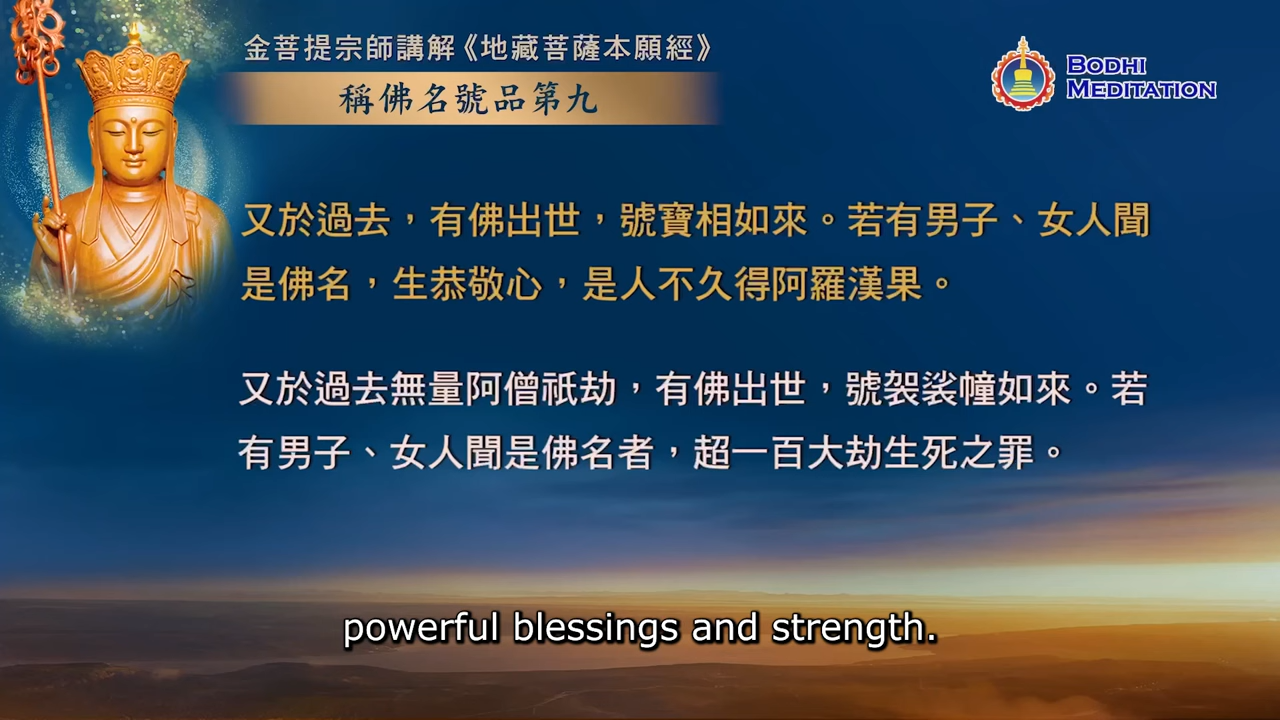 金菩提宗師講解《地藏菩薩本願經》
稱佛名號品第九
BODHI
MEDITATION
又於過去，有佛出世，號寶相如來。若有男子、女人聞
是佛名，生恭敬心，是人不久得阿羅漢果。
又於過去無量阿僧祇劫，有佛出世，號袈裟幢如來。若
有男子、女人聞是佛名者，超一百大劫生死之罪。
powerful blessings and strength.